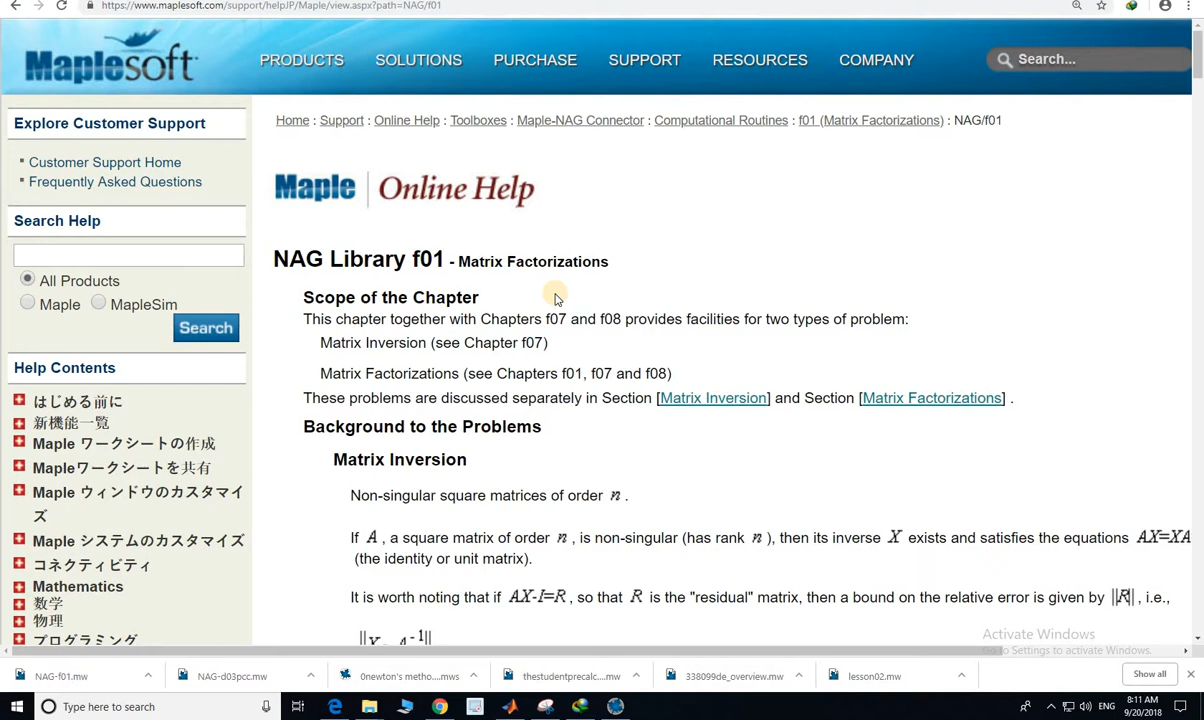 https://www.maplesoft.com/support/helpJP/Maple/view.aspx?path=NAG/f01
Maplesoft
PRODUCTS SOLUTIONS PURCHASE SUPPORT RESOURCES COMPANY
Search...
Explore Customer Support
Customer Support Home
Frequently Asked Questions
Search Help
All Products
Maple MapleSim
Search
Help Contents
はじめる前に
新機能一覧
Maple ワークシートの作成
Mapleワークシートを共有
Maple ウィンドウのカスタマイ
ズ
Maple システムのカスタマイズ
コネクティビティ
Mathematics
数学
物理
プログラミング
Home : Support : Online Help : Toolboxes : Maple-NAG Connector : Computational Routines : f01 (Matrix Factorizations) : NAG/f01
Maple | Online Help
NAG Library f01 - Matrix Factorizations
Scope of the Chapter
This chapter together with Chapters f07 and f08 provides facilities for two types of problem:
Matrix Inversion (see Chapter f07)
Matrix Factorizations (see Chapters f01, f07 and f08)
These problems are discussed separately in Section [Matrix Inversion] and Section [Matrix Factorizations] .
Background to the Problems
Matrix Inversion
Non-singular square matrices of order n .
If A , a square matrix of order n , is non-singular (has rank n ), then its inverse X exists and satisfies the equations AX=XA
(the identity or unit matrix).
It is worth noting that if AX-I=R , so that R is the "residual" matrix, then a bound on the relative error is given by ||R|| , i.e.,
||X-A^-1||
Activate Windows
Go to Settings to activate Windows.
NAG-f01.mw
NAG-d03pcc.mw
0newton's metho....mws
thestudentprecalc....mw
338099de_overview.mw
lesson02.mw
Show all
Type here to search
ENG
8:11 AM
9/20/2018